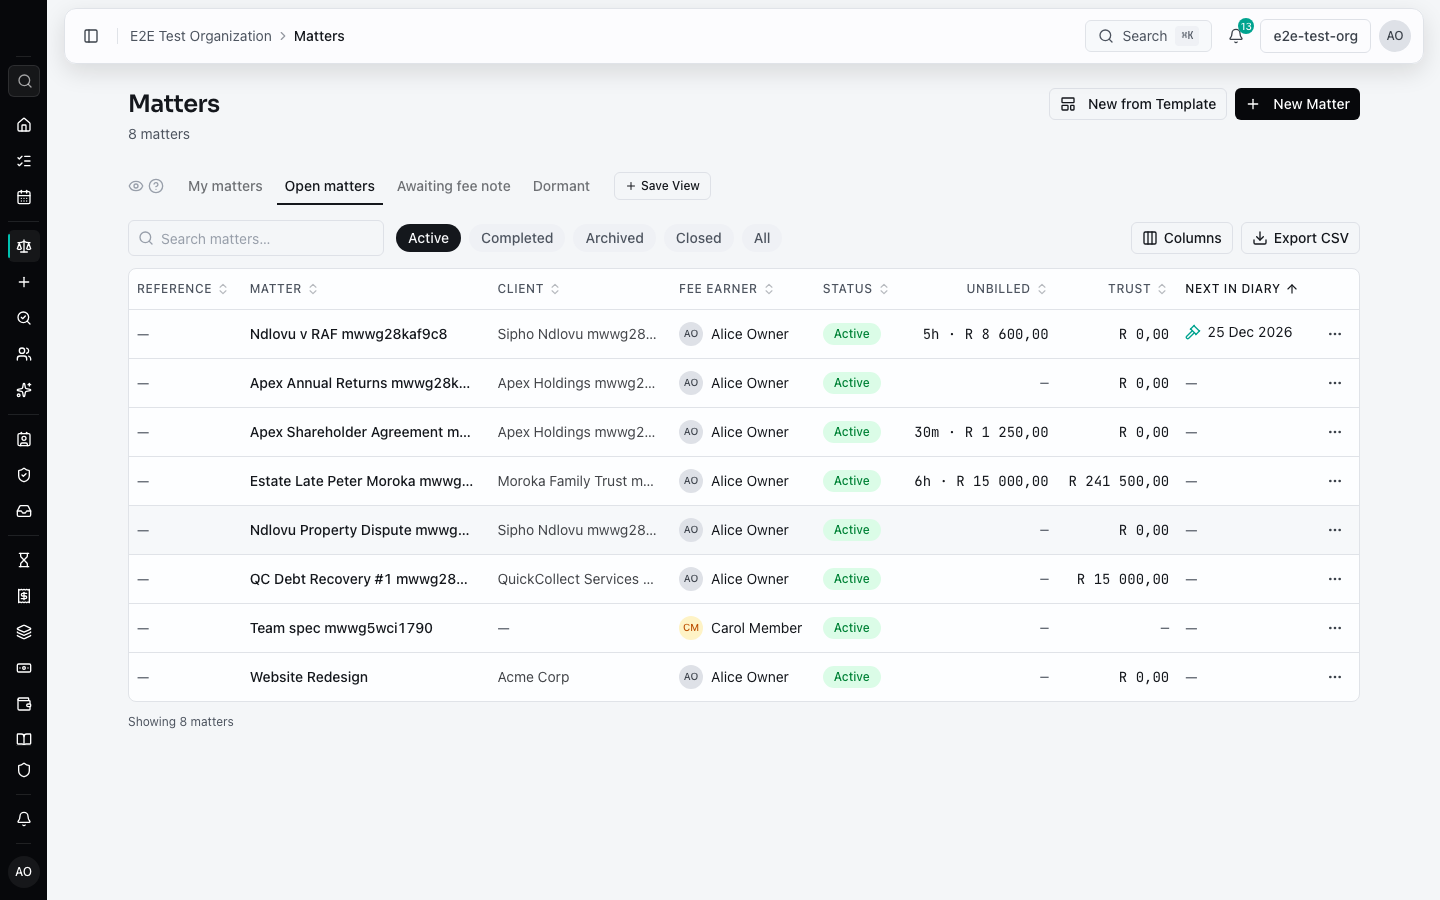 E2E Test Organization > Matters
Search ⌘K
13
e2e-test-org
AO
Matters
New from Template
+ New Matter
8 matters
My matters
Open matters
Awaiting fee note
Dormant
+ Save View
Search matters...
Active
Completed
Archived
Closed
All
Columns
Export CSV
REFERENCE MATTER CLIENT FEE EARNER STATUS UNBILLED TRUST NEXT IN DIARY ↑
— Ndlovu v RAF mwwg28kaf9c8 Sipho Ndlovu mwwg28... AO Alice Owner Active 5h · R 8 600,00 R 0,00 25 Dec 2026 ...
— Apex Annual Returns mwwg28k... Apex Holdings mwwg2... AO Alice Owner Active — R 0,00 — ...
— Apex Shareholder Agreement m... Apex Holdings mwwg2... AO Alice Owner Active 30m · R 1 250,00 R 0,00 — ...
— Estate Late Peter Moroka mwwg... Moroka Family Trust m... AO Alice Owner Active 6h · R 15 000,00 R 241 500,00 — ...
— Ndlovu Property Dispute mwwg... Sipho Ndlovu mwwg28... AO Alice Owner Active — R 0,00 — ...
— QC Debt Recovery #1 mwwg28... QuickCollect Services ... AO Alice Owner Active — R 15 000,00 — ...
— Team spec mwwg5wci1790 — CM Carol Member Active — — — ...
— Website Redesign Acme Corp AO Alice Owner Active — R 0,00 — ...
Showing 8 matters
AO